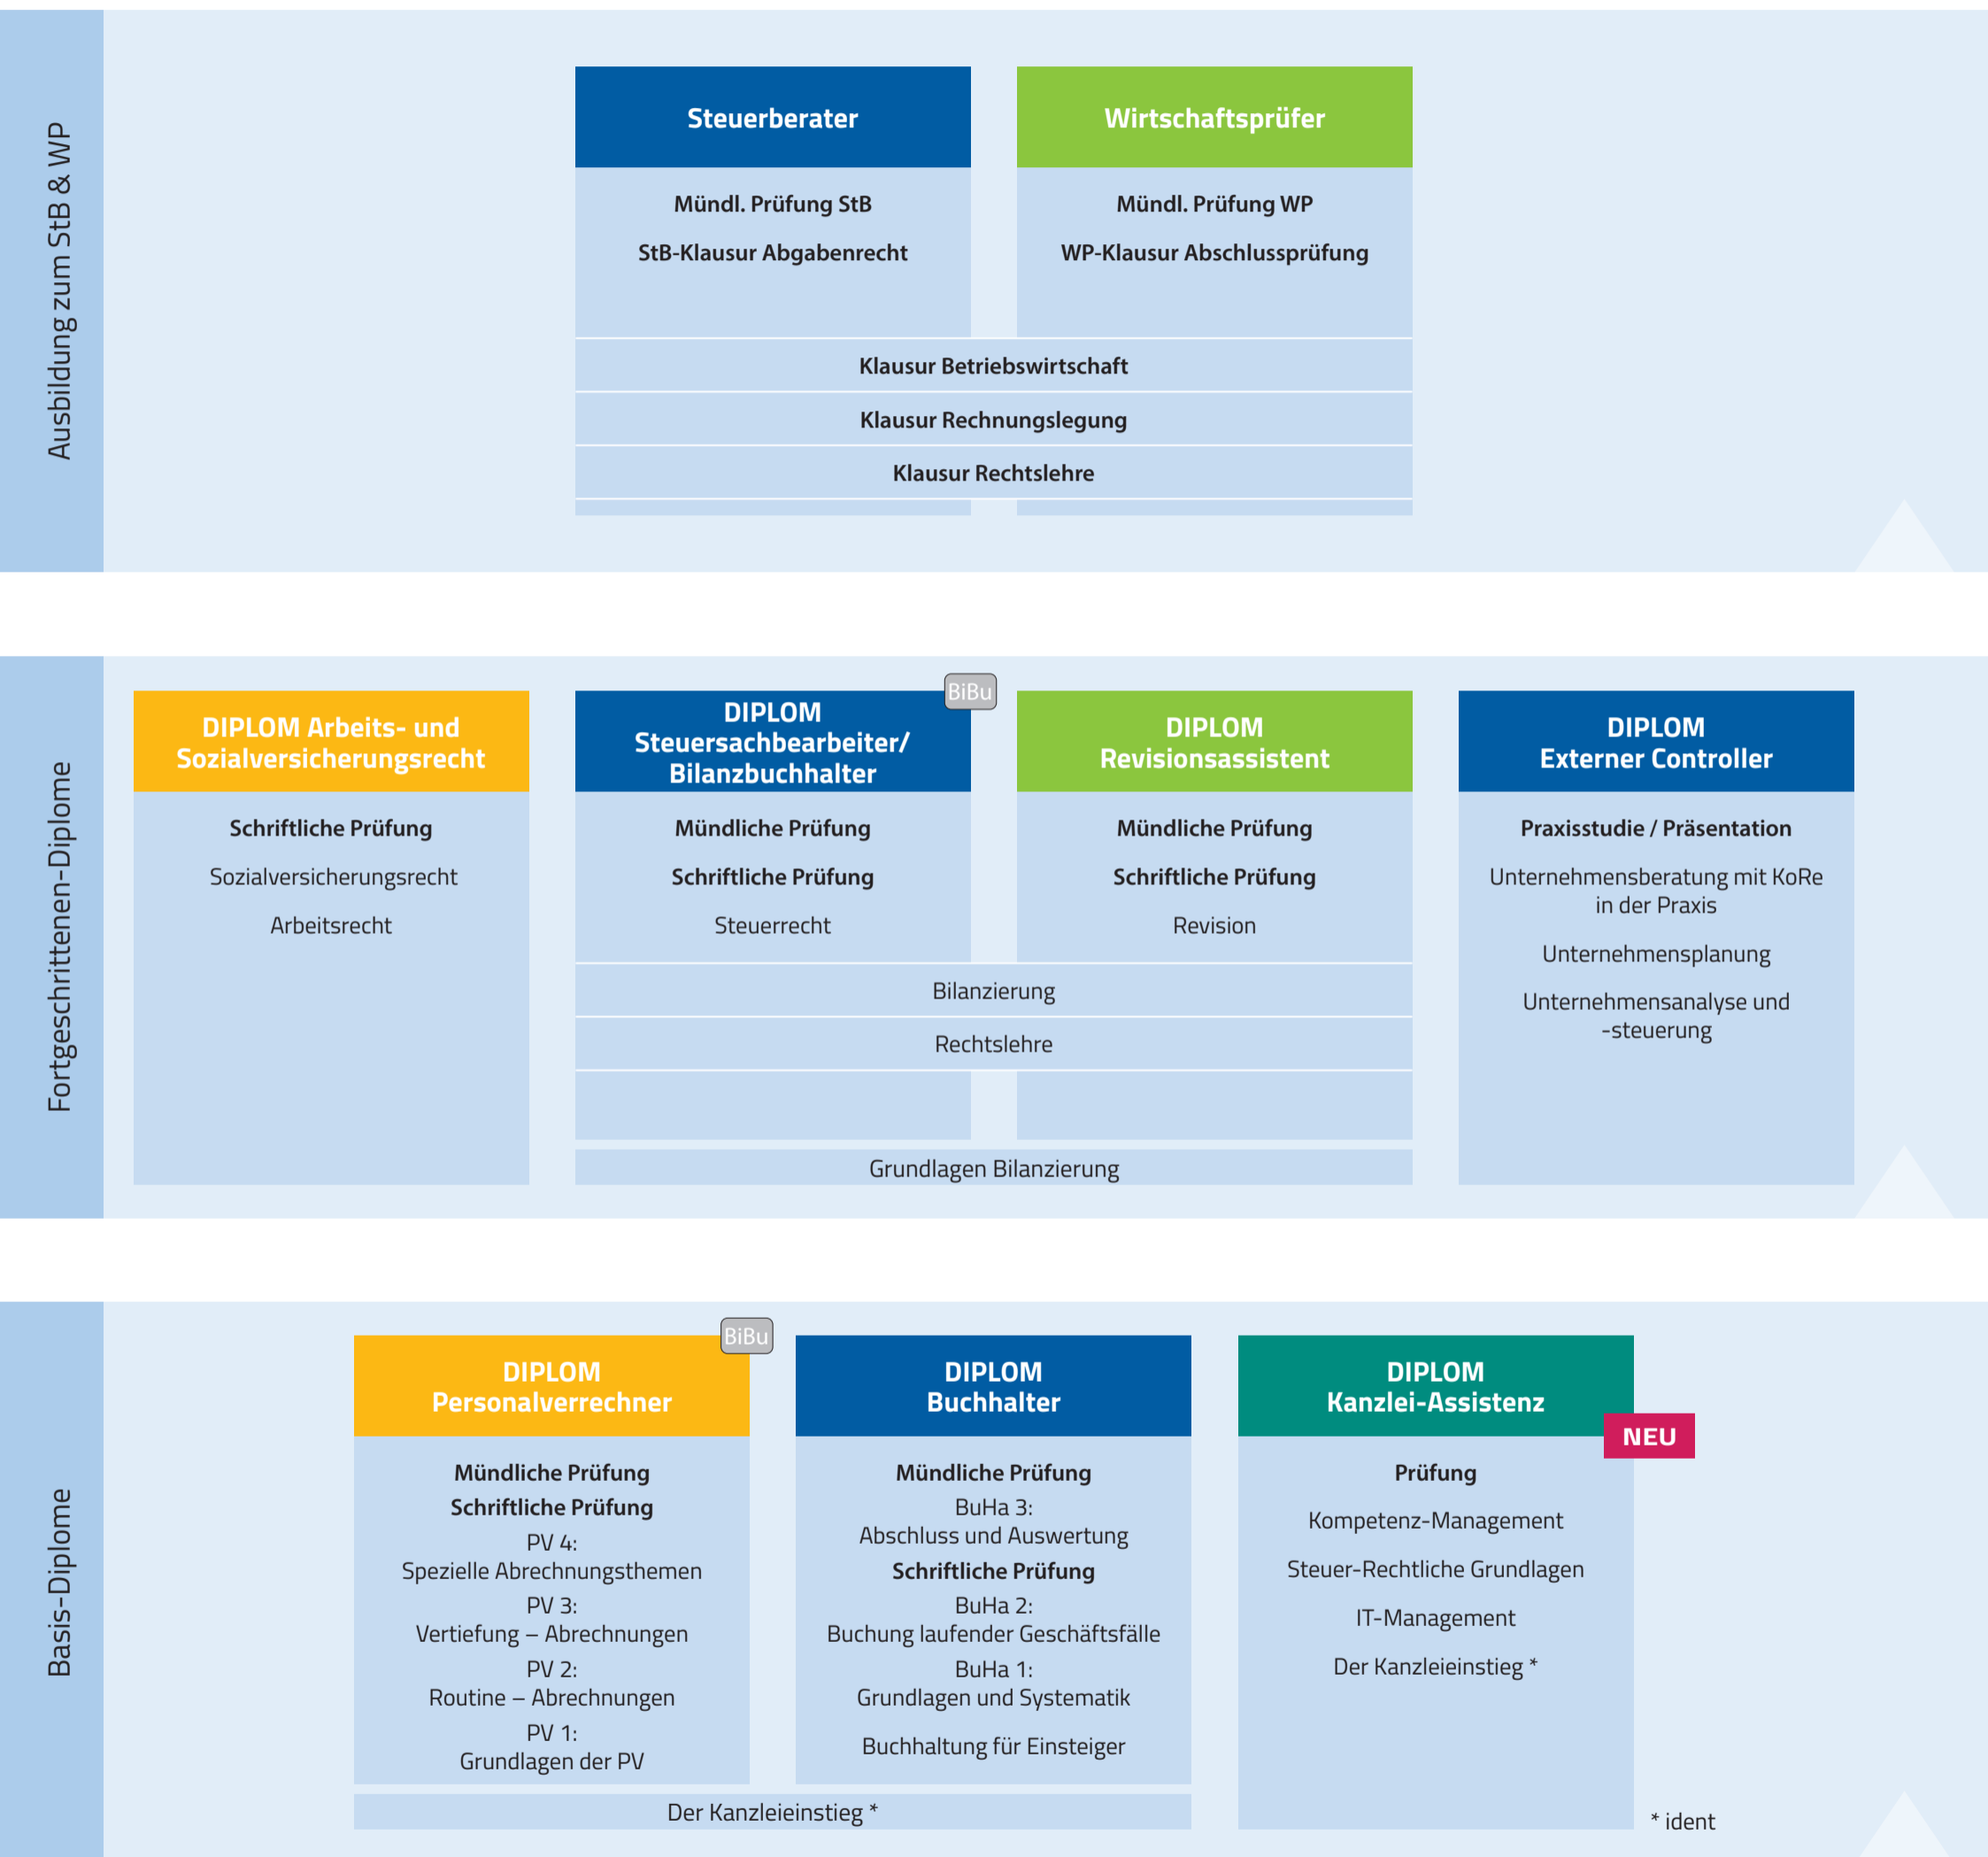 Ausbildung zum StB & WP
Steuerberater
Mündl. Prüfung StB
StB-Klausur Abgabenrecht
Wirtschaftsprüfer
Mündl. Prüfung WP
WP-Klausur Abschlussprüfung
Klausur Betriebswirtschaft
Klausur Rechnungslegung
Klausur Rechtslehre
Fortgeschrittenen-Diplome
DIPLOM Arbeits- und
Sozialversicherungsrecht
Schriftliche Prüfung
Sozialversicherungsrecht
Arbeitsrecht
BiBu
DIPLOM
Steuersachbearbeiter/
Bilanzbuchhalter
Mündliche Prüfung
Schriftliche Prüfung
Steuerrecht
DIPLOM
Revisionsassistent
Mündliche Prüfung
Schriftliche Prüfung
Revision
Bilanzierung
Rechtslehre
Grundlagen Bilanzierung
DIPLOM
Externer Controller
Praxisstudie / Präsentation
Unternehmensberatung mit KoRe
in der Praxis
Unternehmensplanung
Unternehmensanalyse und
-steuerung
Basis-Diplome
BiBu
DIPLOM
Personalverrechner
Mündliche Prüfung
Schriftliche Prüfung
PV 4:
Spezielle Abrechnungsthemen
PV 3:
Vertiefung – Abrechnungen
PV 2:
Routine – Abrechnungen
PV 1:
Grundlagen der PV
DIPLOM
Buchhalter
Mündliche Prüfung
BuHa 3:
Abschluss und Auswertung
Schriftliche Prüfung
BuHa 2:
Buchung laufender Geschäftsfälle
BuHa 1:
Grundlagen und Systematik
Buchhaltung für Einsteiger
Der Kanzleieinstieg *
DIPLOM
Kanzlei-Assistenz
NEU
Prüfung
Kompetenz-Management
Steuer-Rechtliche Grundlagen
IT-Management
Der Kanzleieinstieg *
* ident